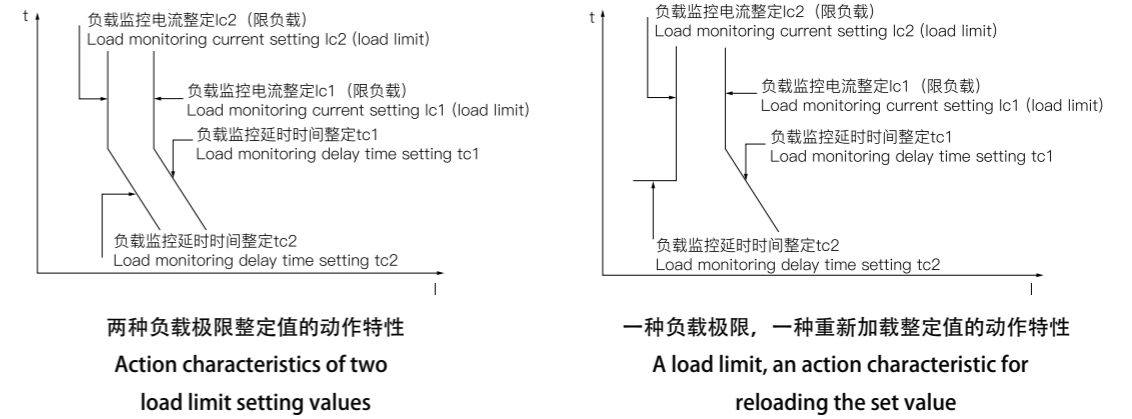 t
负载监控电流整定Ic2（限负载）
Load monitoring current setting Ic2 (load limit)
负载监控电流整定Ic1（限负载）
Load monitoring current setting Ic1 (load limit)
负载监控延时时间整定tc1
Load monitoring delay time setting tc1
负载监控延时时间整定tc2
Load monitoring delay time setting tc2
I
两种负载极限整定值的动作特性
Action characteristics of two
load limit setting values
t
负载监控电流整定Ic2（限负载）
Load monitoring current setting Ic2 (load limit)
负载监控电流整定Ic1（限负载）
Load monitoring current setting Ic1 (load limit)
负载监控延时时间整定tc1
Load monitoring delay time setting tc1
负载监控延时时间整定tc2
Load monitoring delay time setting tc2
I
一种负载极限，一种重新加载整定值的动作特性
A load limit, an action characteristic for
reloading the set value